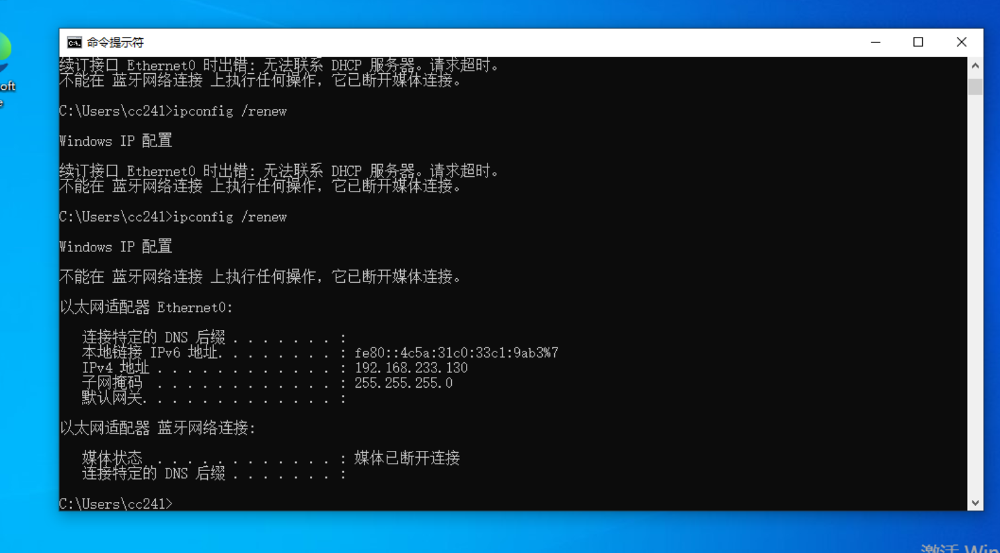 oft
e
命令提示符
续订接口 Ethernet0 时出错: 无法联系 DHCP 服务器。请求超时。
不能在 蓝牙网络连接 上执行任何操作，它已断开媒体连接。
C:\Users\cc241>ipconfig /renew
Windows IP 配置
续订接口 Ethernet0 时出错: 无法联系 DHCP 服务器。请求超时。
不能在 蓝牙网络连接 上执行任何操作，它已断开媒体连接。
C:\Users\cc241>ipconfig /renew
Windows IP 配置
不能在 蓝牙网络连接 上执行任何操作，它已断开媒体连接。
以太网适配器 Ethernet0:
连接特定的 DNS 后缀 . . . . . . . :
本地链接 IPv6 地址. . . . . . . . : fe80::4c5a:31c0:33c1:9ab3%7
IPv4 地址 . . . . . . . . . . . . : 192.168.233.130
子网掩码  . . . . . . . . . . . . : 255.255.255.0
默认网关. . . . . . . . . . . . . :
以太网适配器 蓝牙网络连接:
媒体状态  . . . . . . . . . . . . : 媒体已断开连接
连接特定的 DNS 后缀 . . . . . . . :
C:\Users\cc241>
激活 Win